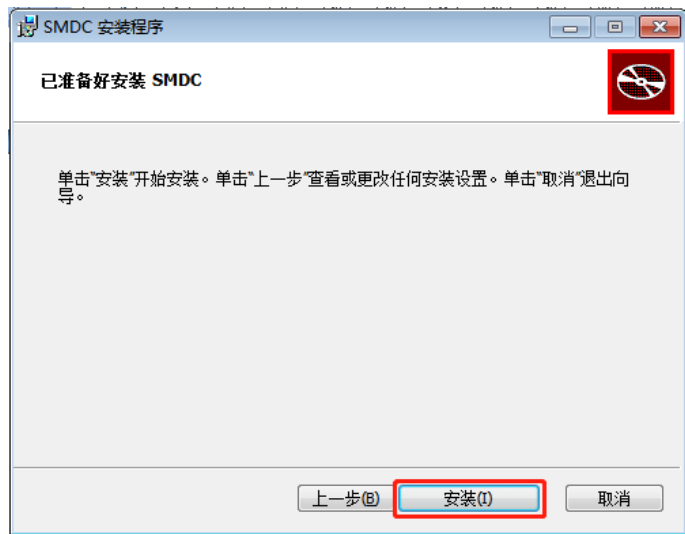 SMDC 安装程序
已准备好安装 SMDC
单击"安装"开始安装。单击"上一步"查看或更改任何安装设置。单击"取消"退出向
导。
上一步(B) 安装(I) 取消